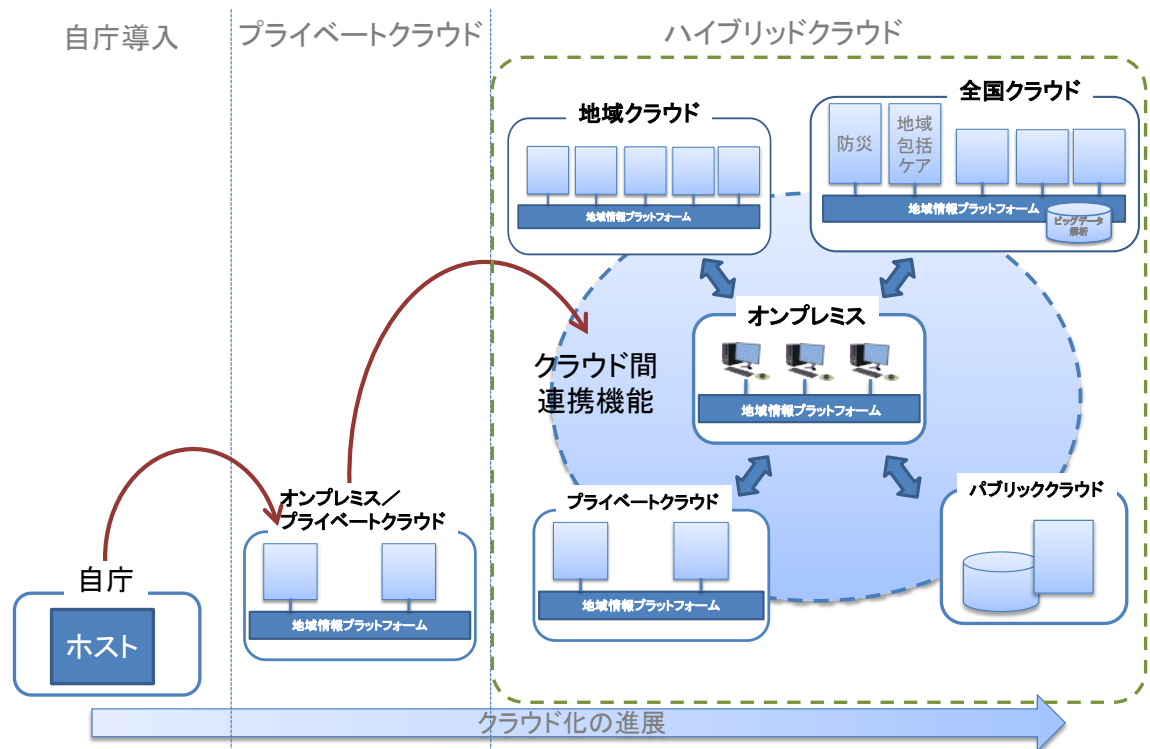 自庁導入
プライベートクラウド
ハイブリッドクラウド
地域クラウド
地域情報プラットフォーム
全国クラウド
防災
地域
包括
ケア
地域情報プラットフォーム
ビッグデータ
解析
オンプレミス
地域情報プラットフォーム
クラウド間
連携機能
オンプレミス／
プライベートクラウド
地域情報プラットフォーム
プライベートクラウド
地域情報プラットフォーム
パブリッククラウド
自庁
ホスト
クラウド化の進展